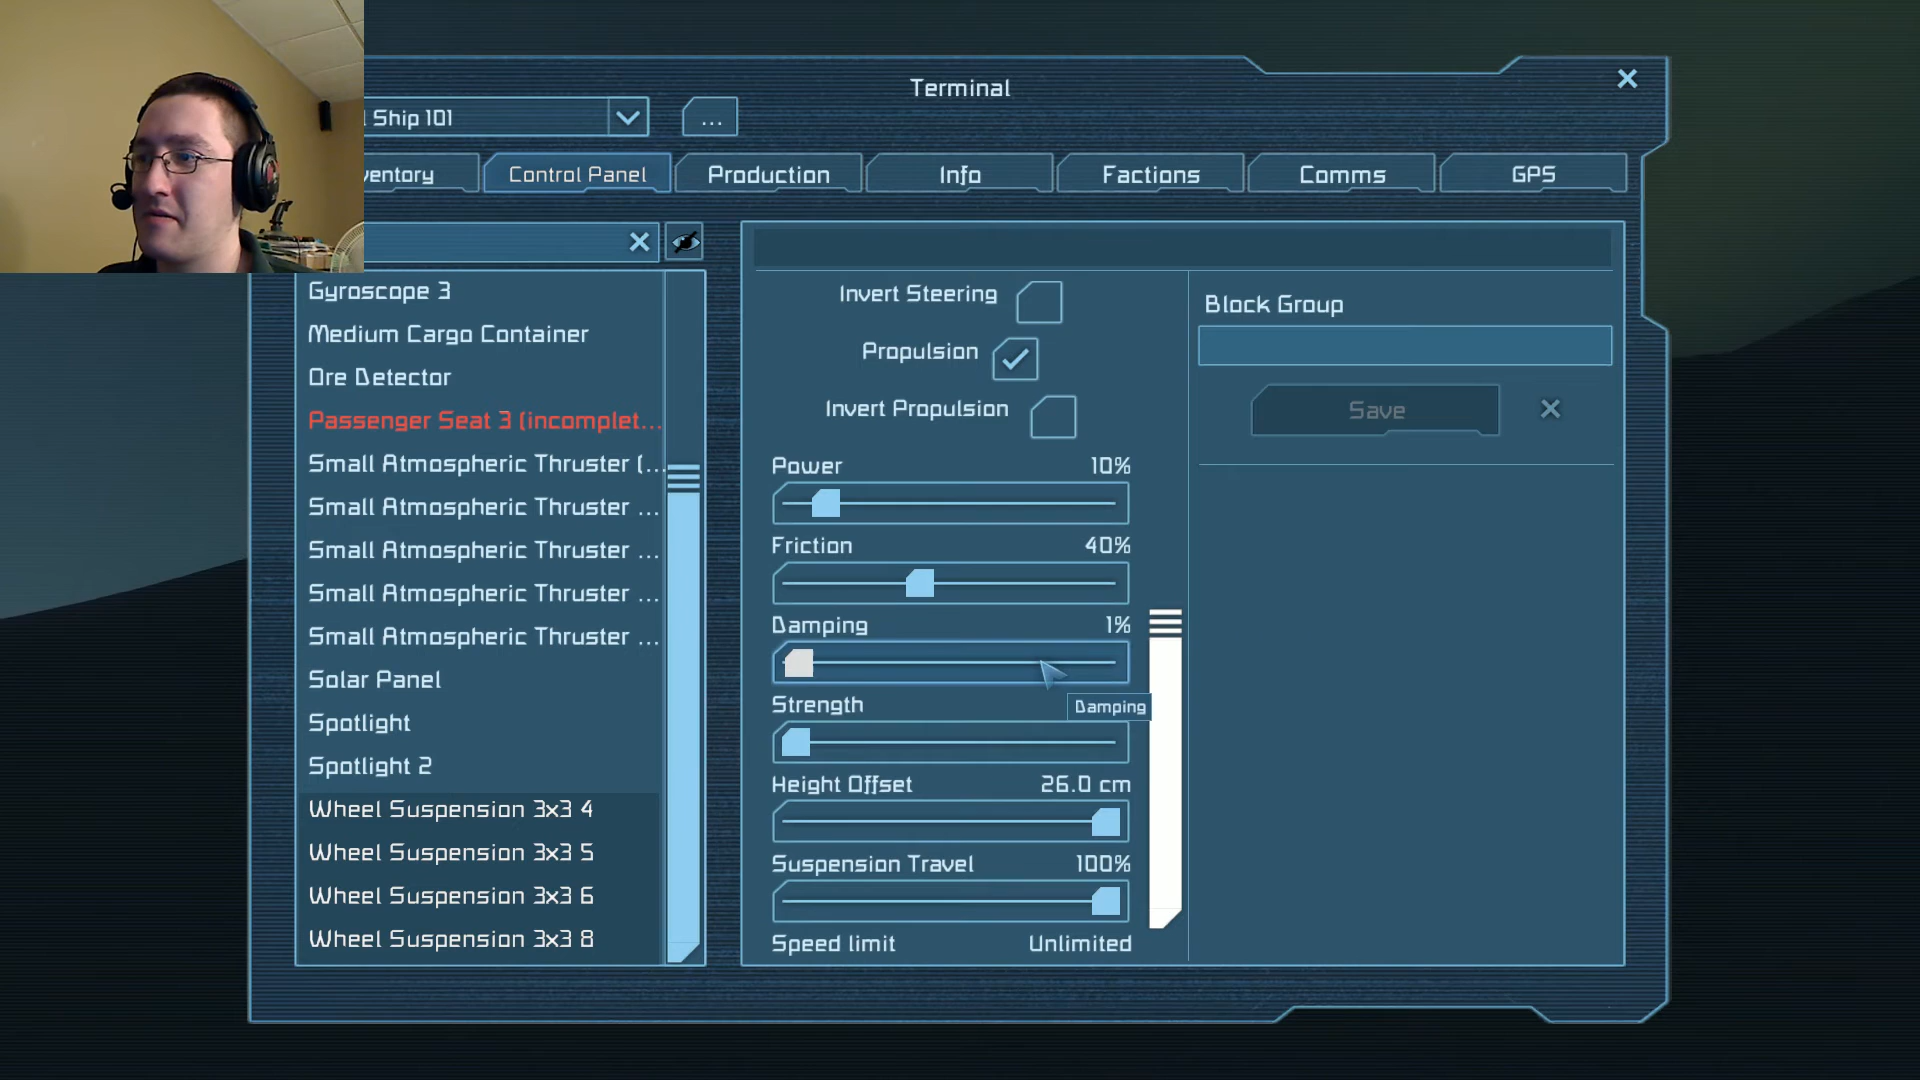 Terminal
Ship 101
...
ventory
Control Panel
Production
Info
Factions
Comms
GPS
Gyroscope 3
Medium Cargo Container
Ore Detector
Passenger Seat 3 (incomplet...
Small Atmospheric Thruster (...
Small Atmospheric Thruster ...
Small Atmospheric Thruster ...
Small Atmospheric Thruster ...
Small Atmospheric Thruster ...
Solar Panel
Spotlight
Spotlight 2
Wheel Suspension 3x3 4
Wheel Suspension 3x3 5
Wheel Suspension 3x3 6
Wheel Suspension 3x3 8
Invert Steering
Propulsion
Invert Propulsion
Power 10%
Friction 40%
Damping 1%
Strength
Damping
Height Offset 26.0 cm
Suspension Travel 100%
Speed limit Unlimited
Block Group
Save